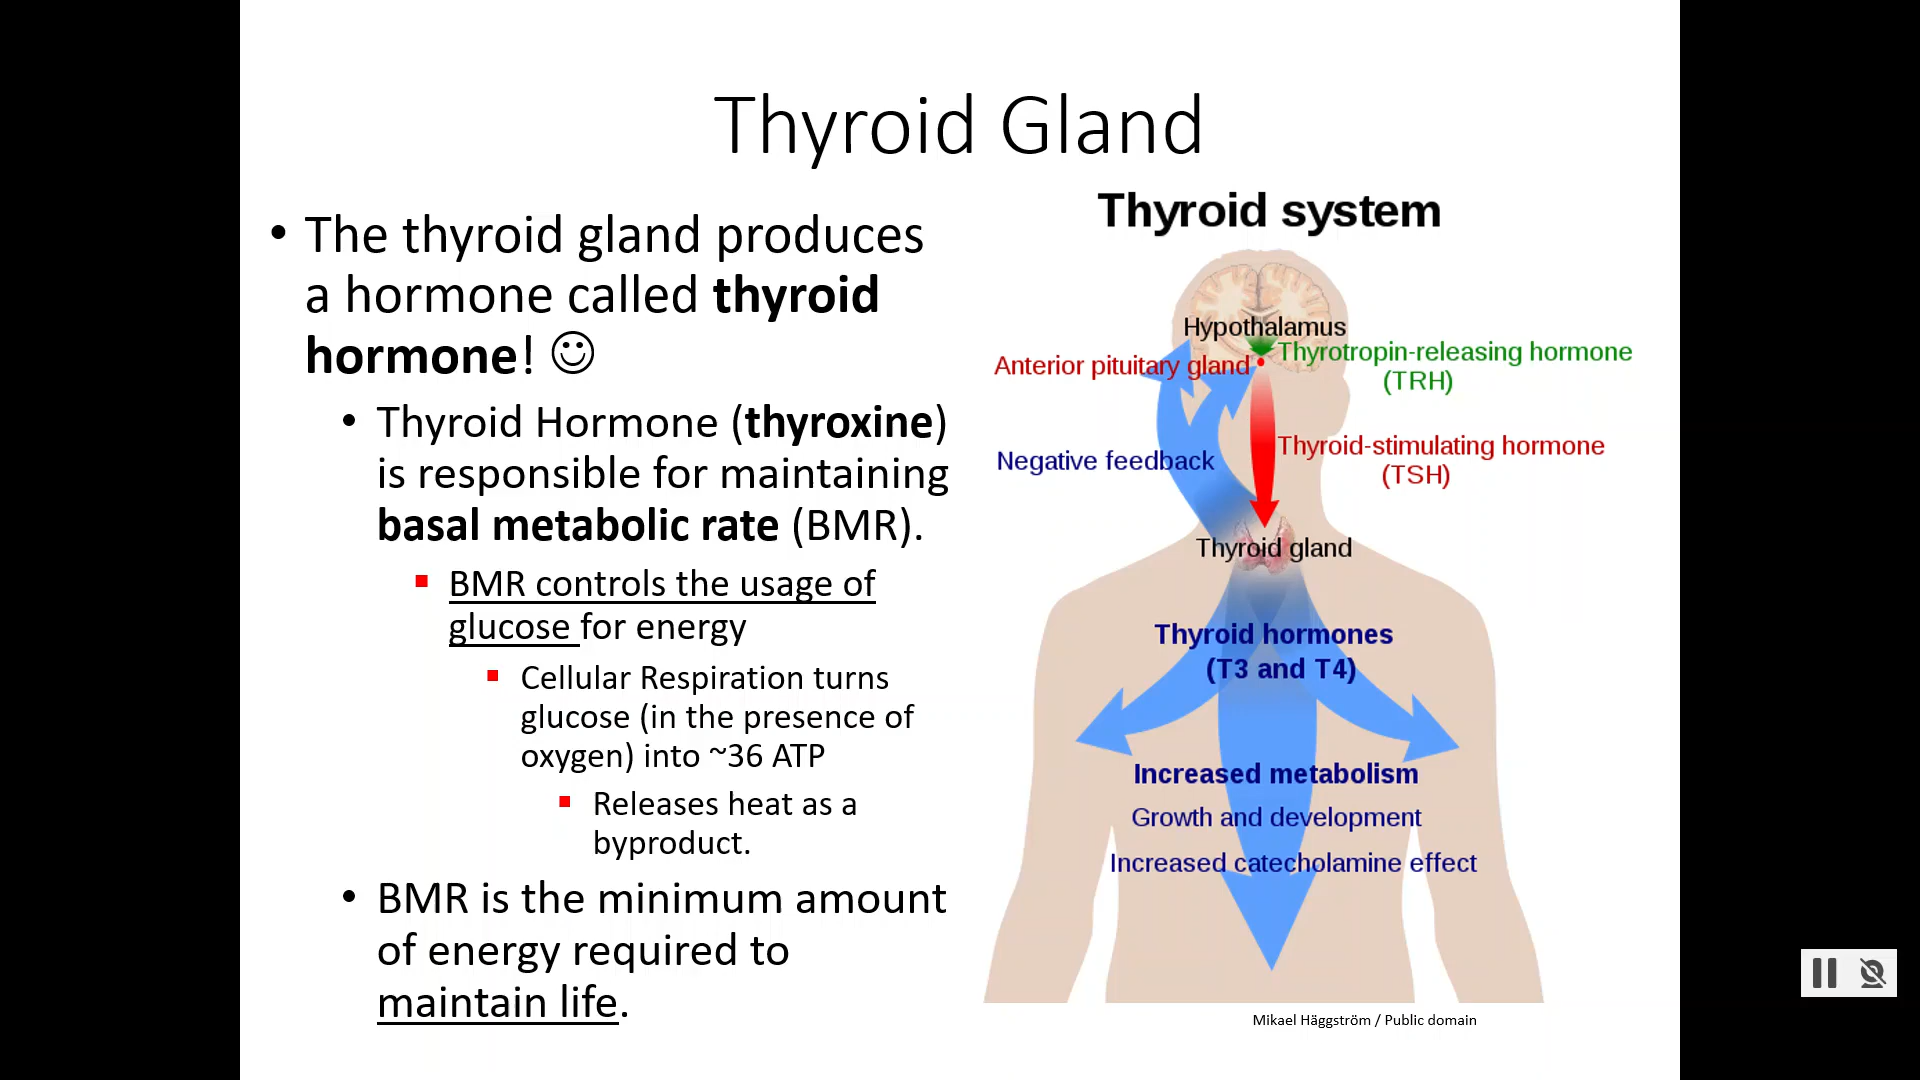 Thyroid Gland
• The thyroid gland produces
a hormone called thyroid
hormone! ☺
• Thyroid Hormone (thyroxine)
is responsible for maintaining
basal metabolic rate (BMR).
▪ BMR controls the usage of
glucose for energy
▪ Cellular Respiration turns
glucose (in the presence of
oxygen) into ~36 ATP
▪ Releases heat as a
byproduct.
• BMR is the minimum amount
of energy required to
maintain life.
Thyroid system
Hypothalamus
Thyrotropin-releasing hormone
(TRH)
Anterior pituitary gland
Thyroid-stimulating hormone
(TSH)
Negative feedback
Thyroid gland
Thyroid hormones
(T3 and T4)
Increased metabolism
Growth and development
Increased catecholamine effect
Mikael Häggström / Public domain